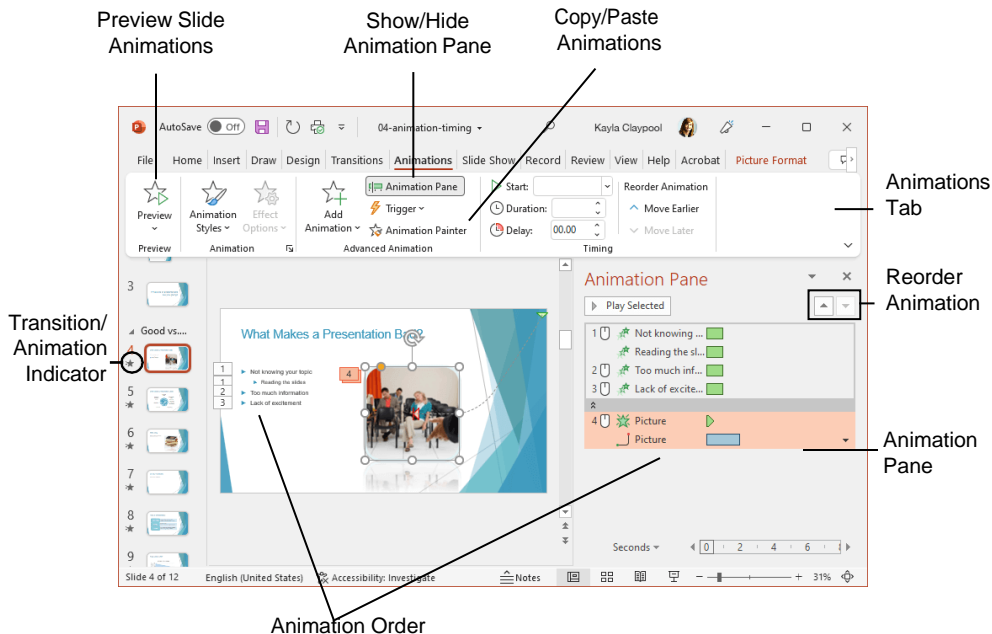 Preview Slide
Animations
Show/Hide
Animation Pane
Copy/Paste
Animations
AutoSave Off 04-animation-timing Kayla Claypool
File Home Insert Draw Design Transitions Animations Slide Show Record Review View Help Acrobat Picture Format
Preview
Animation
Styles
Effect
Options
Add
Animation
Animation Pane
Trigger
Animation Painter
Start:
Duration:
Delay: 00.00
Reorder Animation
Move Earlier
Move Later
Preview Animation Advanced Animation Timing
Animations
Tab
Reorder
Animation
Animation
Pane
Transition/
Animation
Indicator
3
Good vs....
4
5
6
7
8
9
What Makes a Presentation
1 Not knowing your topic
1 Reading the slides
2 Too much information
3 Lack of excitement
4
Animation Pane
Play Selected
1 Not knowing ...
Reading the sl...
2 Too much inf...
3 Lack of excite...
4 Picture
Picture
Seconds 0 2 4 6
Slide 4 of 12 English (United States) Accessibility: Investigate Notes 31%
Animation Order